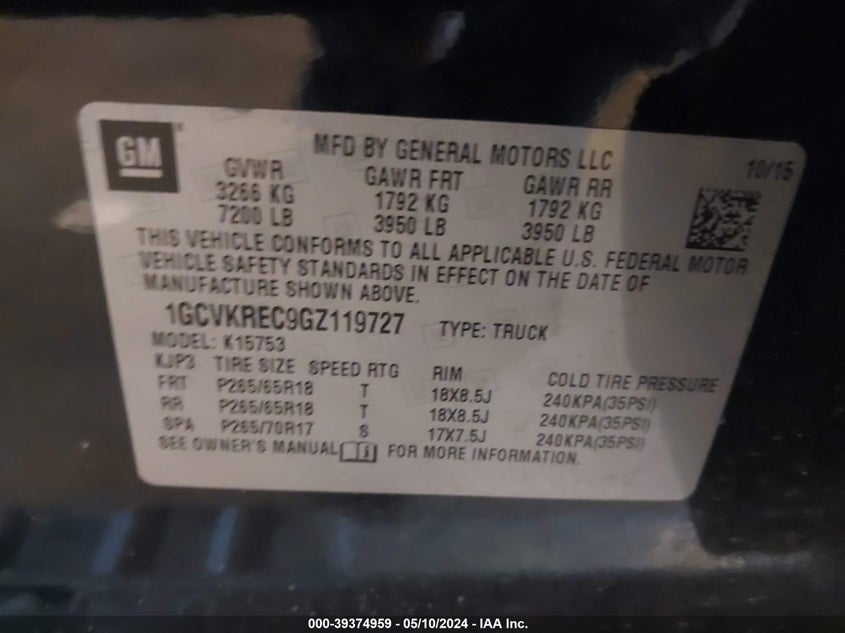 GM
MFD BY GENERAL MOTORS LLC
10/15
GVWR GAWR FRT GAWR RR
3266 KG 1792 KG 1792 KG
7200 LB 3950 LB 3950 LB
THIS VEHICLE CONFORMS TO ALL APPLICABLE U.S. FEDERAL MOTOR
VEHICLE SAFETY STANDARDS IN EFFECT ON THE DATE OF
MANUFACTURE SHOWN ABOVE.
1GCVKREC9GZ119727 TYPE: TRUCK
MODEL: K15753
KJP3 TIRE SIZE SPEED RTG RIM COLD TIRE PRESSURE
FRT P265/65R18 T 18X8.5J 240KPA(35PSI)
RR P265/65R18 T 18X8.5J 240KPA(35PSI)
SPA P265/70R17 S 17X7.5J 240KPA(35PSI)
SEE OWNER'S MANUAL FOR MORE INFORMATION.
000-39374959 — 05/10/2024 — IAA Inc.